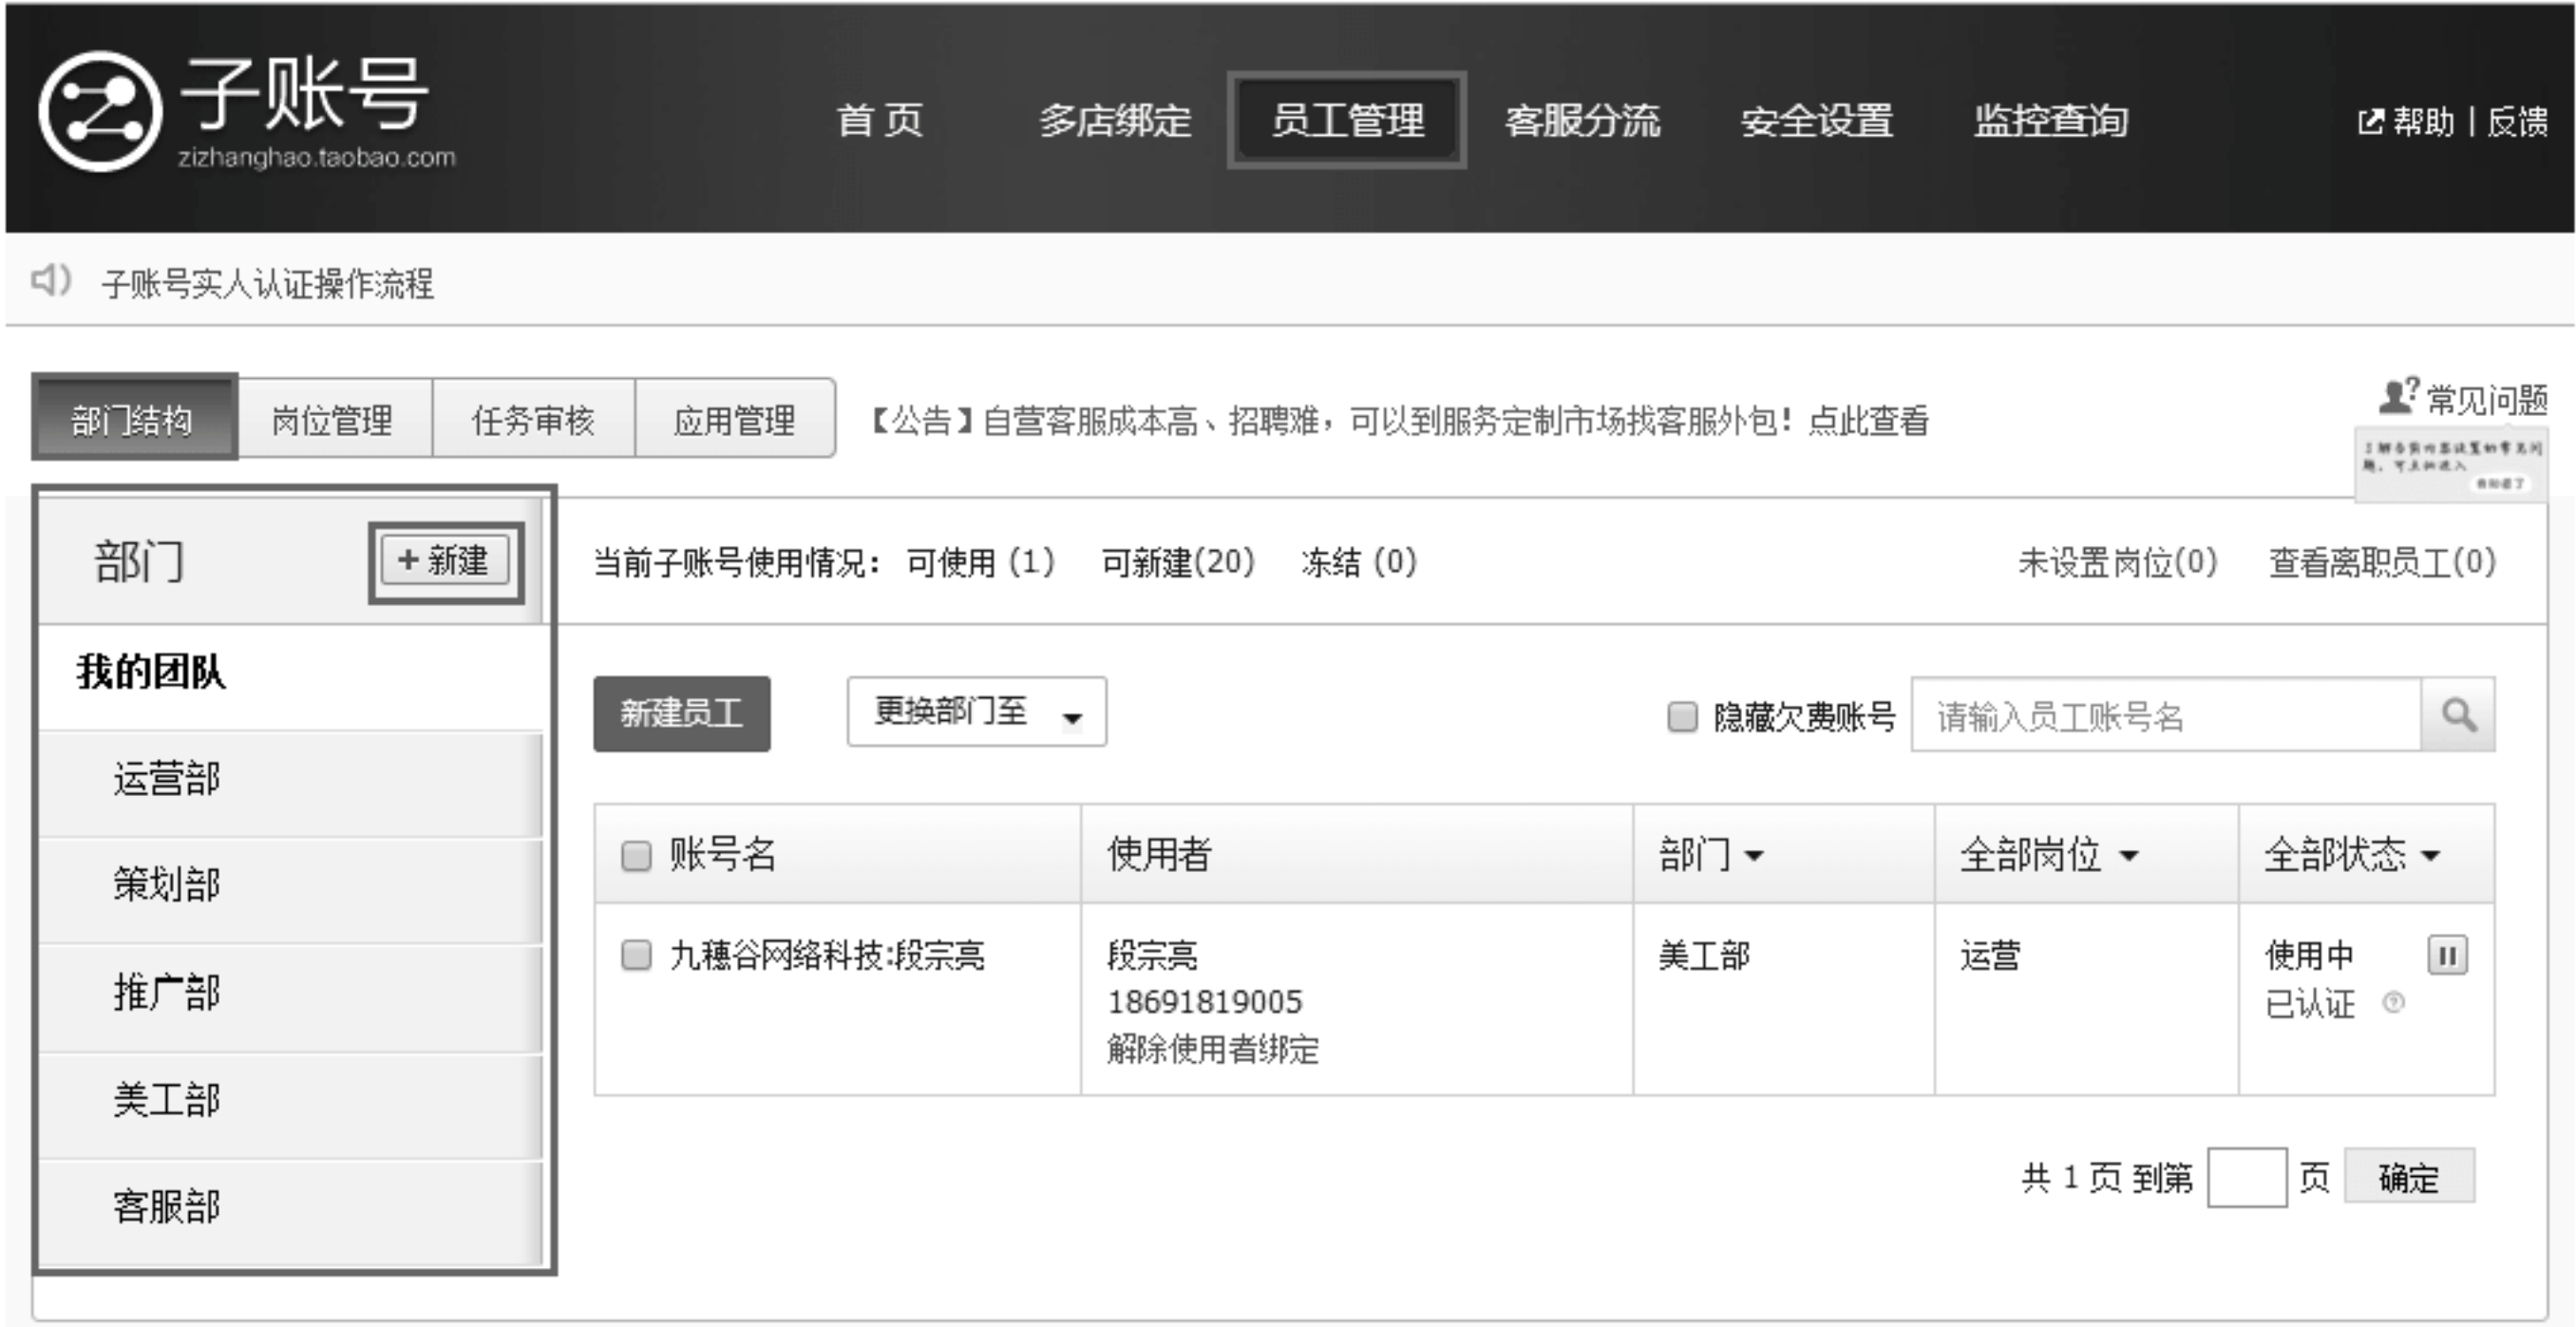 子账号
zizhanghao.taobao.com
首页 多店绑定 员工管理 客服分流 安全设置 监控查询 帮助 | 反馈
子账号实人认证操作流程
部门结构 岗位管理 任务审核 应用管理 【公告】自营客服成本高、招聘难，可以到服务定制市场找客服外包！点此查看 常见问题
部门 +新建 当前子账号使用情况： 可使用 (1) 可新建(20) 冻结 (0) 未设置岗位(0) 查看离职员工(0)
我的团队
新建员工 更换部门至 隐藏欠费账号 请输入员工账号名
运营部
策划部
推广部
美工部
客服部
账号名 使用者 部门 全部岗位 全部状态
九穗谷网络科技:段宗亮 段宗亮 美工部 运营 使用中
18691819005 已认证
解除使用者绑定
共 1 页 到第 页 确定